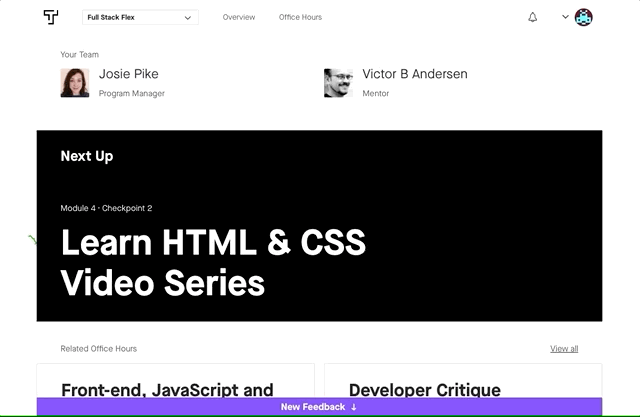 Full Stack Flex
Overview
Office Hours
Your Team
Josie Pike
Program Manager
Victor B Andersen
Mentor
Next Up
Module 4 · Checkpoint 2
Learn HTML & CSS
Video Series
Related Office Hours
View all
Front-end, JavaScript and
Developer Critique
New Feedback ↓